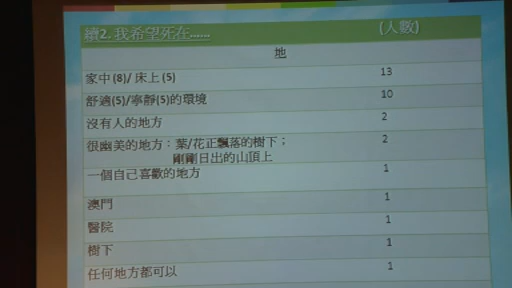 續2. 我希望死在...... (人數)
地
家中 (8)/ 床上 (5) 13
舒適(5)/寧靜(5)的環境 10
沒有人的地方 2
很幽美的地方：葉/花正飄落的樹下； 2
剛剛日出的山頂上
一個自己喜歡的地方 1
澳門 1
醫院 1
樹下 1
任何地方都可以 1